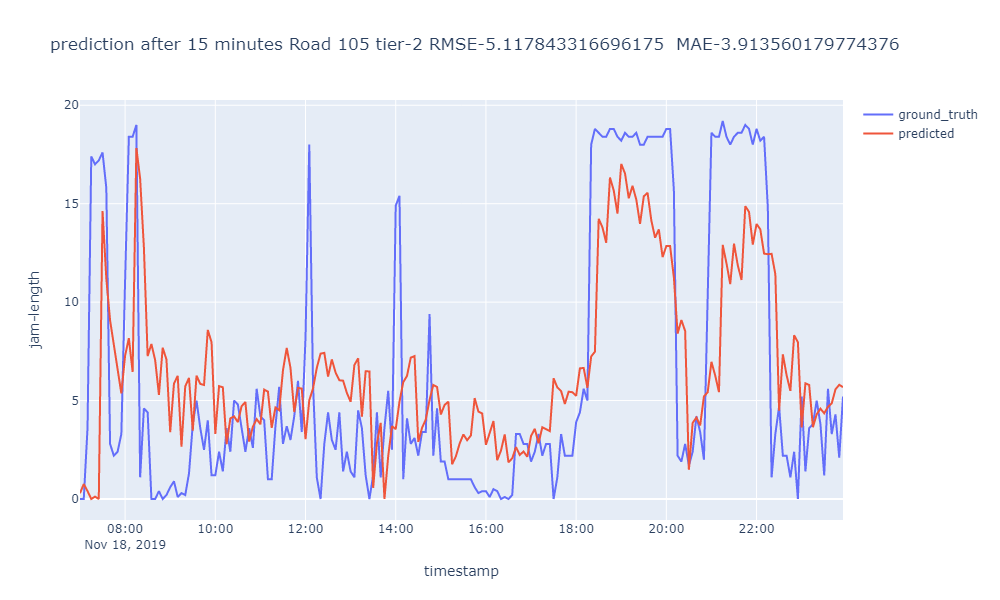 prediction after 15 minutes Road 105 tier-2 RMSE-5.117843316696175  MAE-3.913560179774376
ground_truth
predicted
20
15
10
5
0
jam-length
08:00
10:00
12:00
14:00
16:00
18:00
20:00
22:00
Nov 18, 2019
timestamp